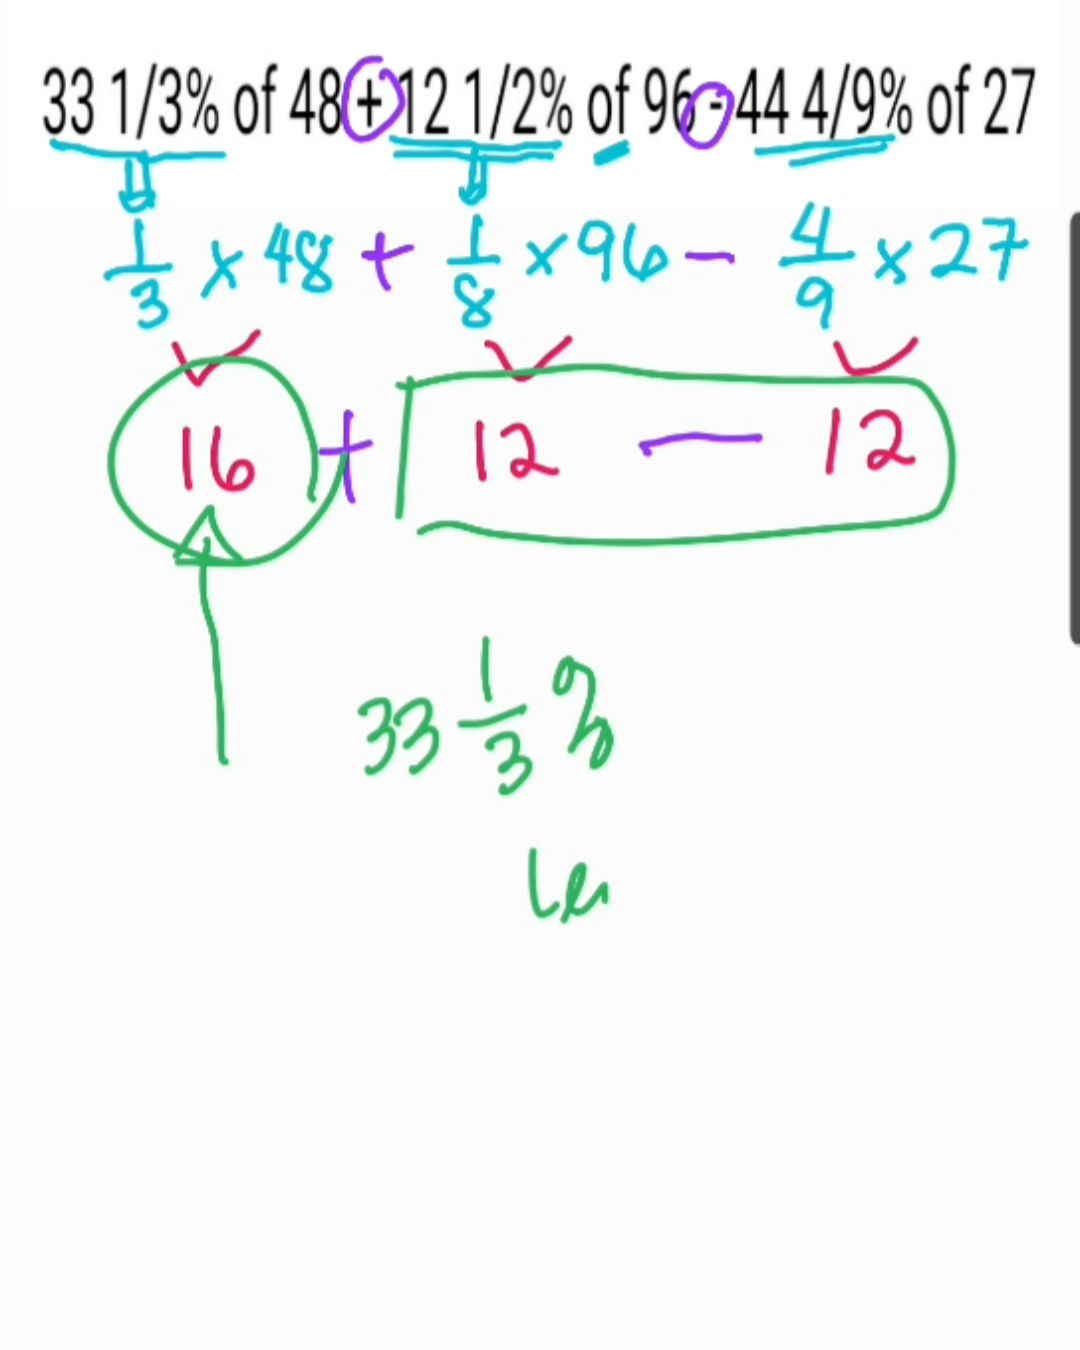 33 1/3% of 48 + 12 1/2% of 96 - 44 4/9% of 27
1/3 x 48 + 1/8 x 96 - 4/9 x 27
16 + 12 - 12
33 1/3 %